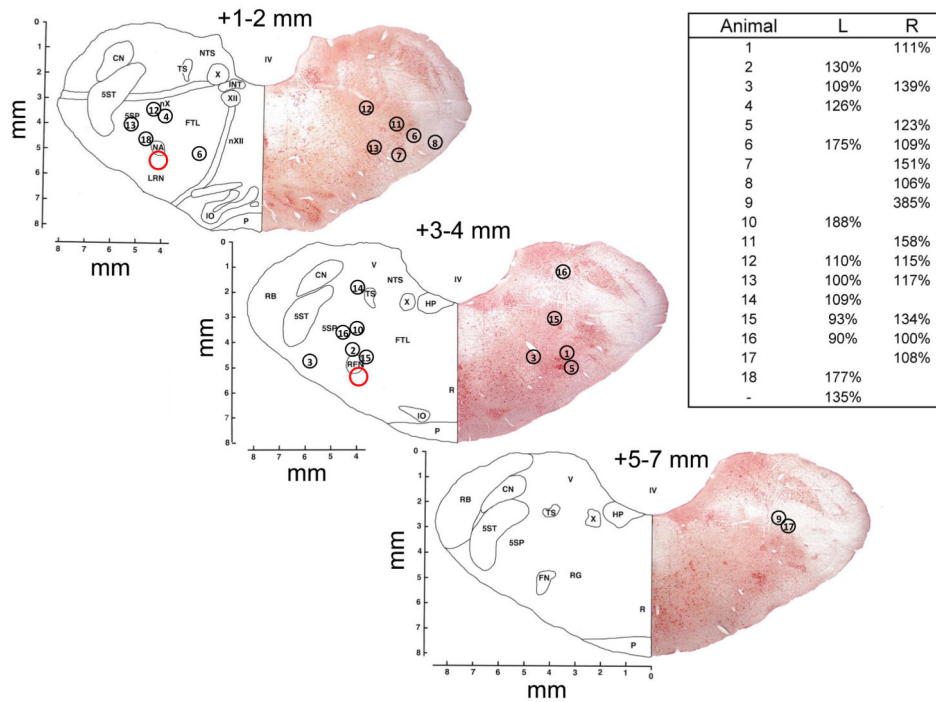 +1-2 mm
0
1
2
3
4
5
6
7
8
mm
CN
5ST
TS
NTS
X
INT
XII
IV
nX
12
4
5SP
13
18
NA
FTL
nXII
6
LRN
IO
P
12
11
6
8
13
7
8 7 6 5 4
mm
+3-4 mm
0
1
2
3
4
5
6
7
8
mm
RB
CN
5ST
V
NTS
IV
14
TS
X
HP
5SP
16
10
FTL
2
15
RFN
3
R
IO
P
16
15
3
1
5
8 7 6 5 4
mm
+5-7 mm
0
1
2
3
4
5
6
7
8
mm
RB
CN
5ST
5SP
V
IV
TS
X
HP
FN
RG
R
P
9
17
8 7 6 5 4 3 2 1 0
mm
Animal L R
1 111%
2 130%
3 109% 139%
4 126%
5 123%
6 175% 109%
7 151%
8 106%
9 385%
10 188%
11 158%
12 110% 115%
13 100% 117%
14 109%
15 93% 134%
16 90% 100%
17 108%
18 177%
- 135%